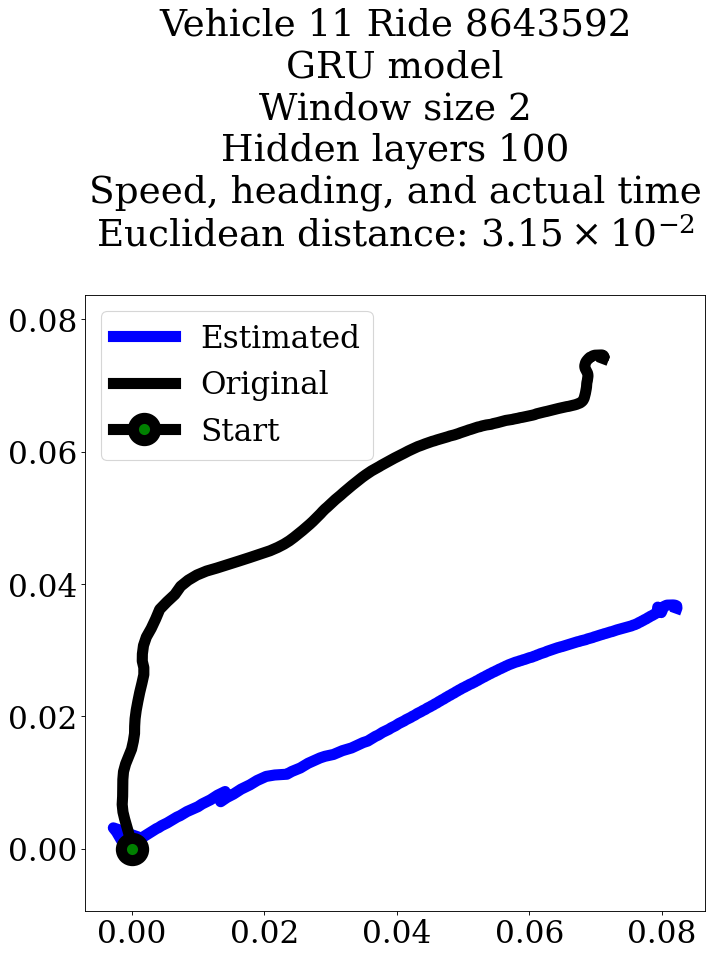 Vehicle 11 Ride 8643592
GRU model
Window size 2
Hidden layers 100
Speed, heading, and actual time
Euclidean distance: 3.15 × 10⁻²
Estimated
Original
Start
0.08
0.06
0.04
0.02
0.00
0.00 0.02 0.04 0.06 0.08